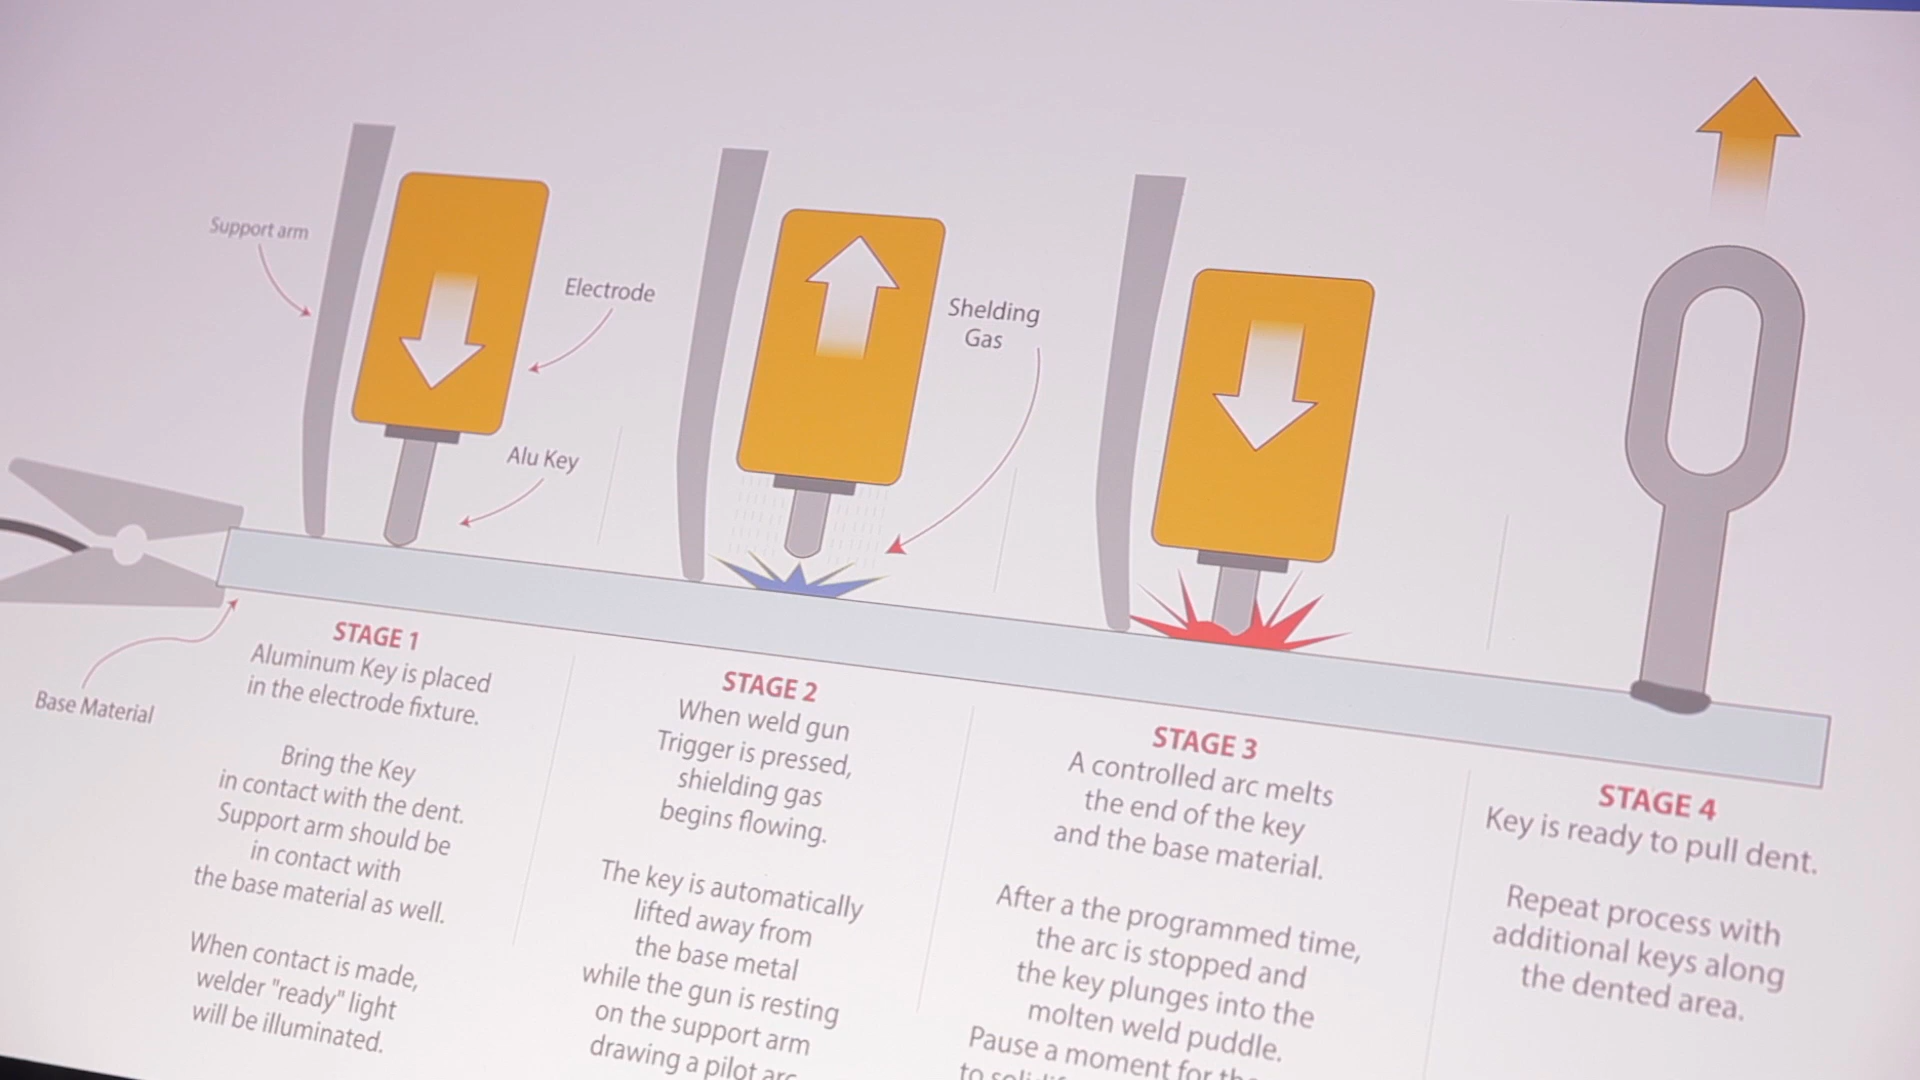 Support arm
Electrode
Alu Key
Shelding
Gas
Base Material
STAGE 1
Aluminum Key is placed
in the electrode fixture.
Bring the Key
in contact with the dent.
Support arm should be
in contact with
the base material as well.
When contact is made,
welder "ready" light
will be illuminated.
STAGE 2
When weld gun
Trigger is pressed,
shielding gas
begins flowing.
The key is automatically
lifted away from
the base metal
while the gun is resting
on the support arm
drawing a pilot arc
STAGE 3
A controlled arc melts
the end of the key
and the base material.
After a the programmed time,
the arc is stopped and
the key plunges into the
molten weld puddle.
Pause a moment for the
to
STAGE 4
Key is ready to pull dent.
Repeat process with
additional keys along
the dented area.